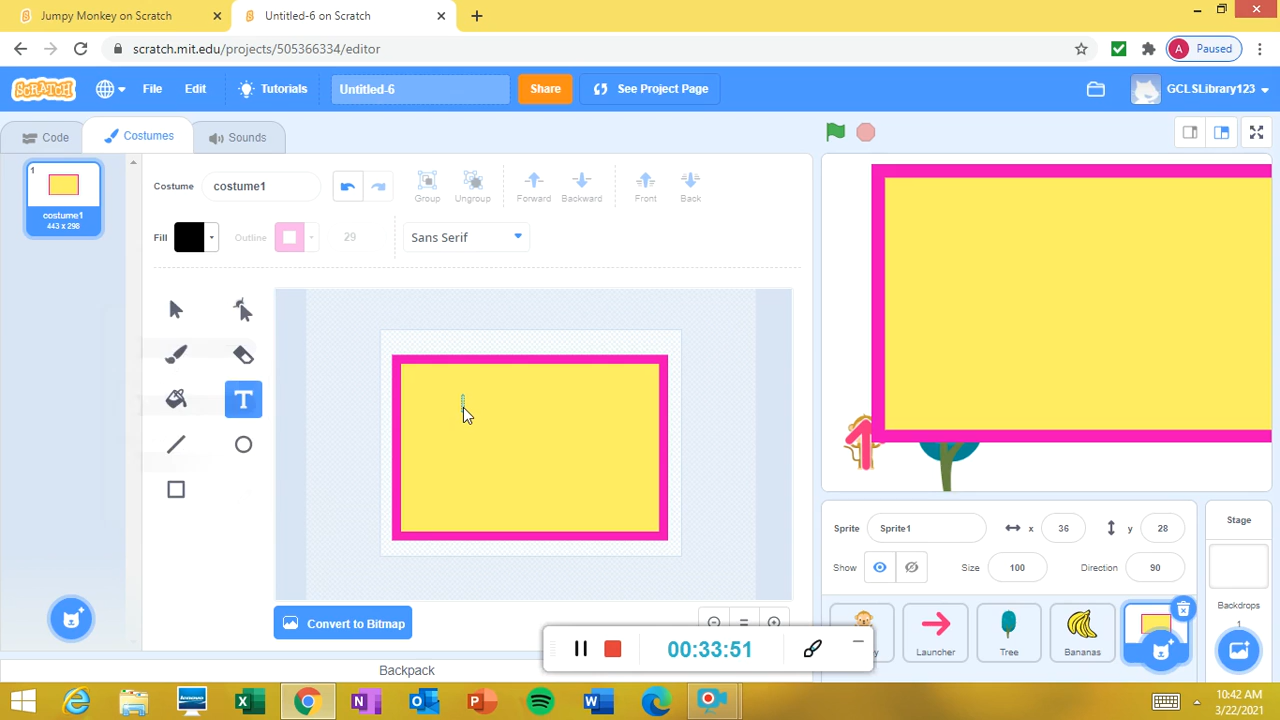 Jumpy Monkey on Scratch
Untitled-6 on Scratch
scratch.mit.edu/projects/505366334/editor
A Paused
SCRATCH File Edit Tutorials Untitled-6 Share See Project Page GCLSLibrary123
Code Costumes Sounds
1
costume1
443 x 298
Costume costume1
Group Ungroup Forward Backward Front Back
Fill Outline 29 Sans Serif
T
Convert to Bitmap
Backpack
Sprite Sprite1 x 36 y 28
Show Size 100 Direction 90
Launcher Tree Bananas
Stage
Backdrops
1
00:33:51
10:42 AM
3/22/2021